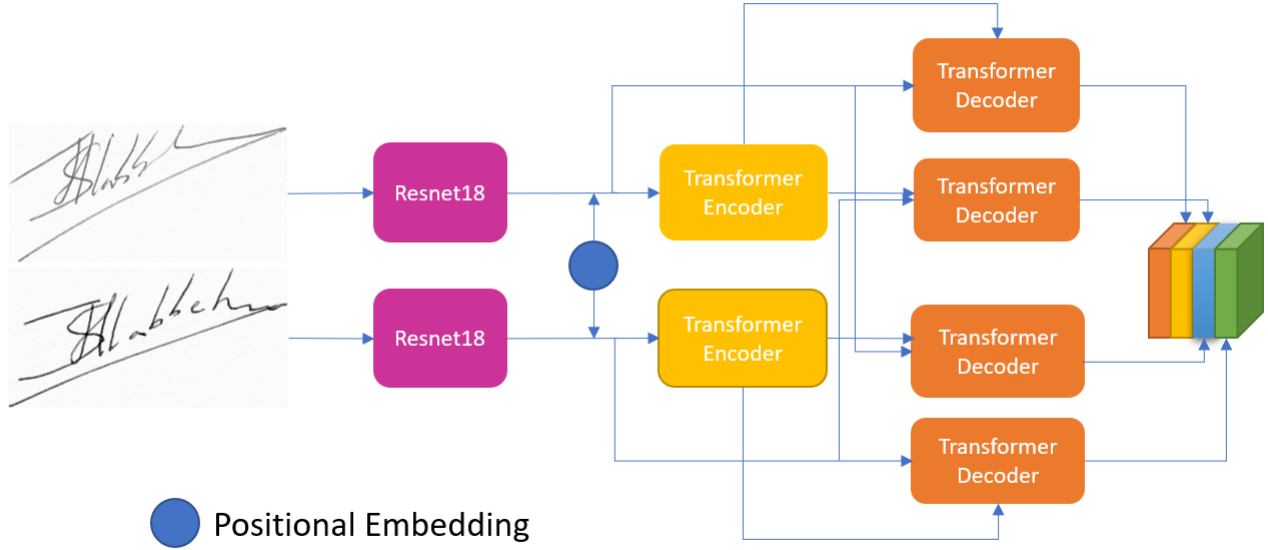 Transformer
Decoder
Resnet18
Transformer
Encoder
Transformer
Decoder
Resnet18
Transformer
Encoder
Transformer
Decoder
Transformer
Decoder
Positional Embedding